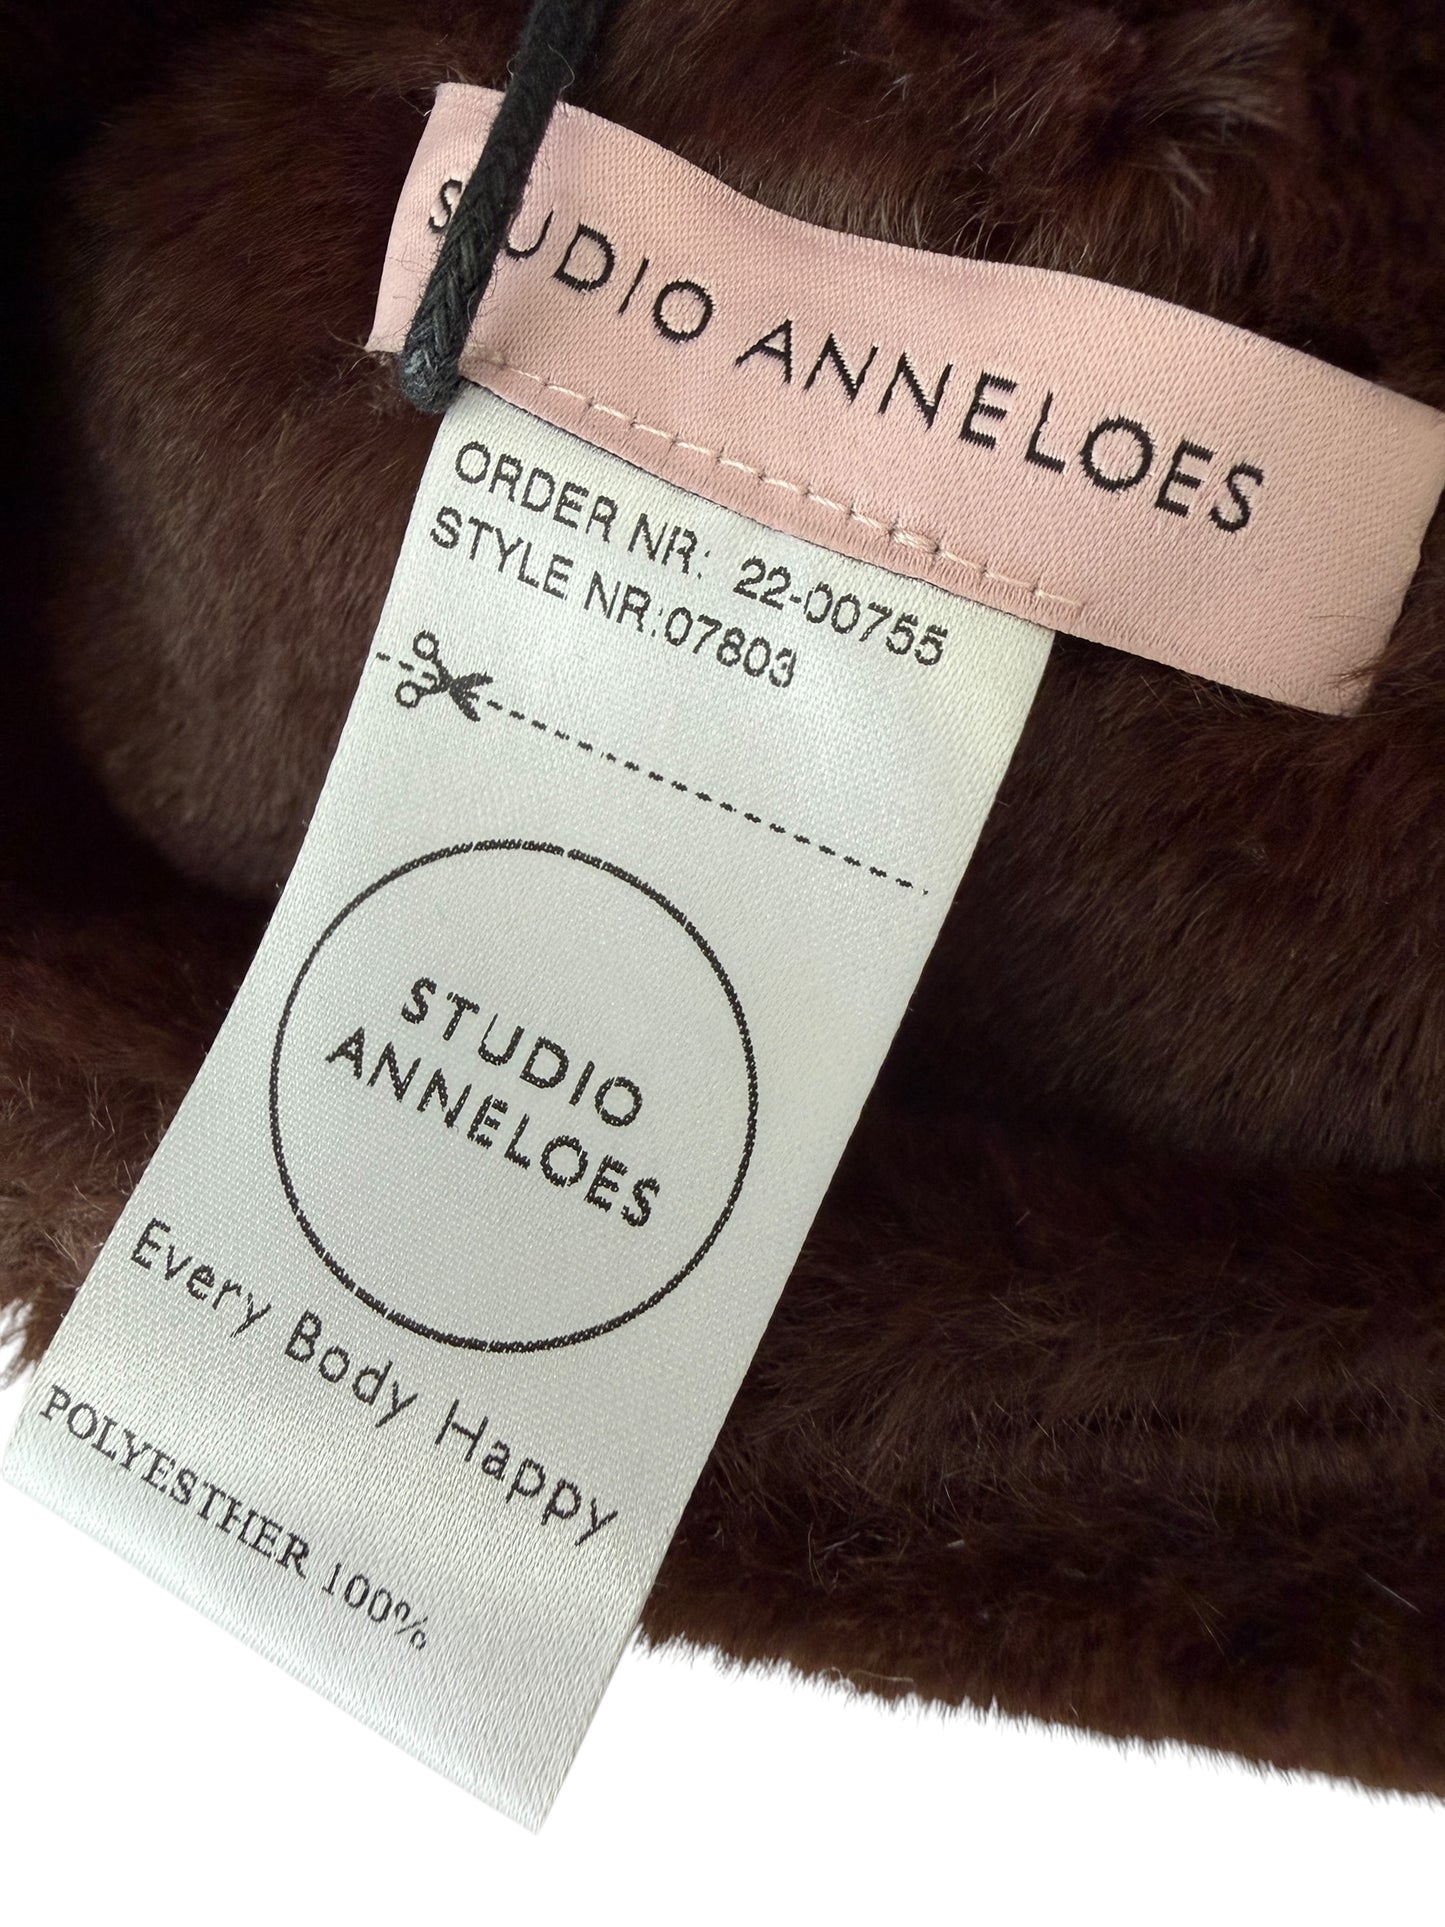 STUDIO ANNELOES
ORDER NR: 22-00755
STYLE NR:07803
STUDIO
ANNELOES
Every Body Happy
POLYESTHER 100%